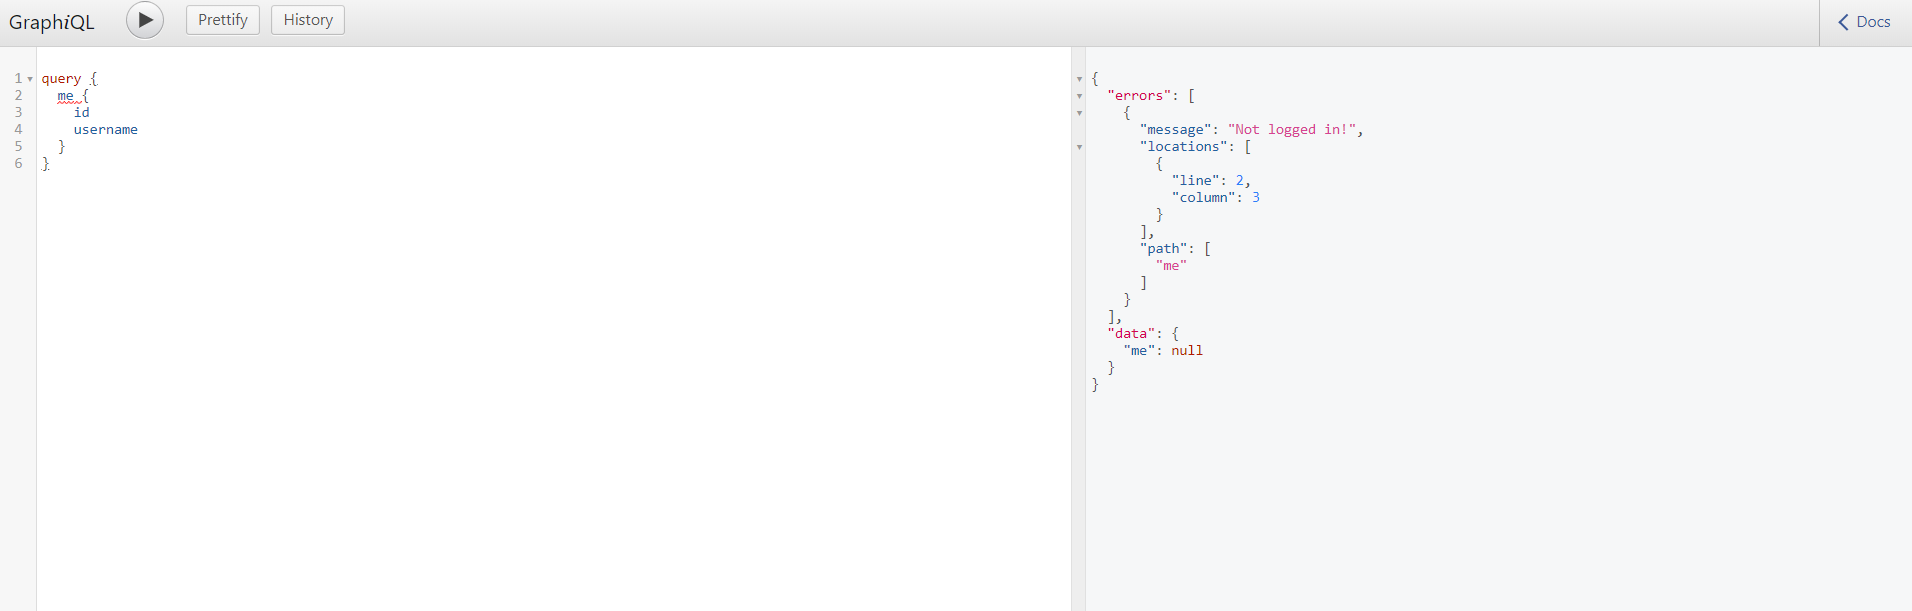 GraphiQL
Prettify
History
Docs
1 query {
2   me {
3     id
4     username
5   }
6 }
{
  "errors": [
    {
      "message": "Not logged in!",
      "locations": [
        {
          "line": 2,
          "column": 3
        }
      ],
      "path": [
        "me"
      ]
    }
  ],
  "data": {
    "me": null
  }
}